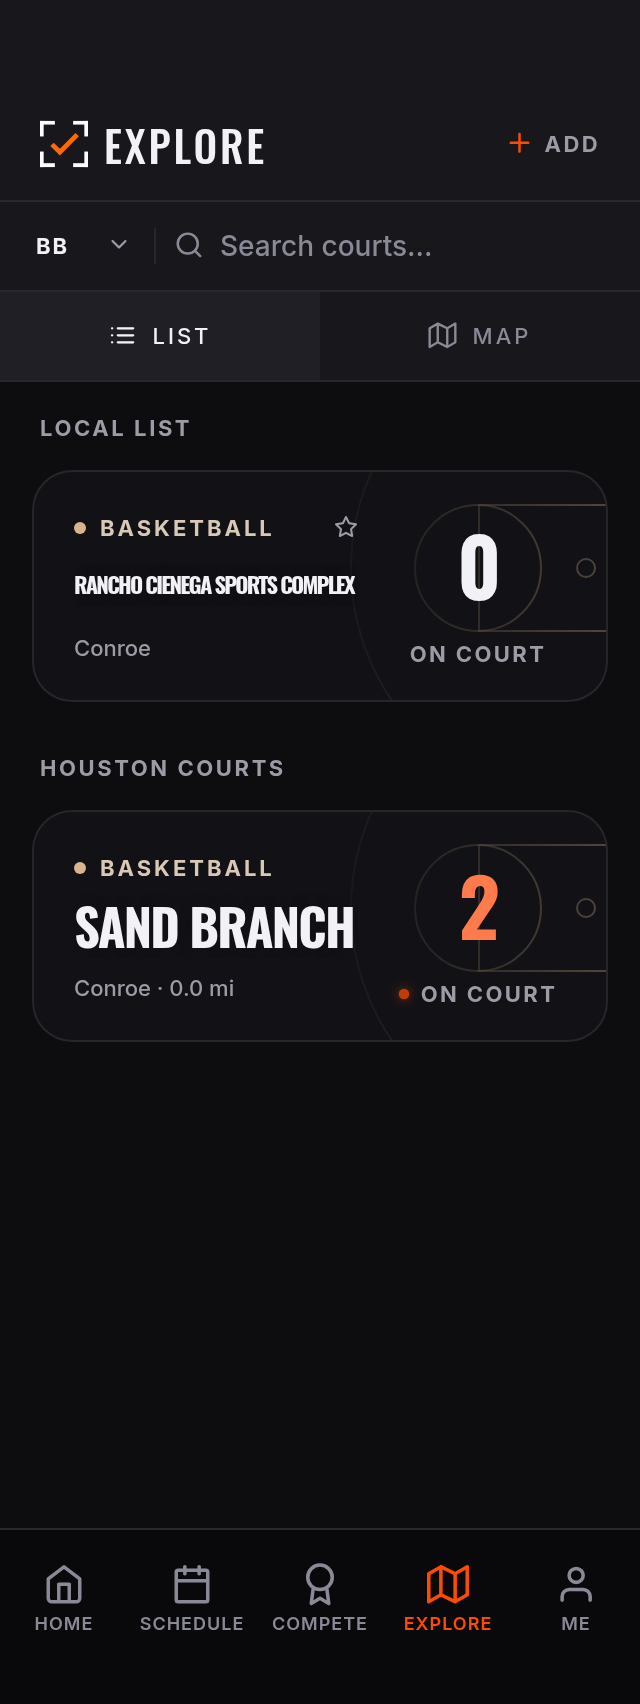 EXPLORE
ADD
BB
Search courts...
LIST
MAP
LOCAL LIST
BASKETBALL
RANCHO CIENEGA SPORTS COMPLEX
Conroe
0
ON COURT
HOUSTON COURTS
BASKETBALL
SAND BRANCH
Conroe · 0.0 mi
2
ON COURT
HOME
SCHEDULE
COMPETE
EXPLORE
ME